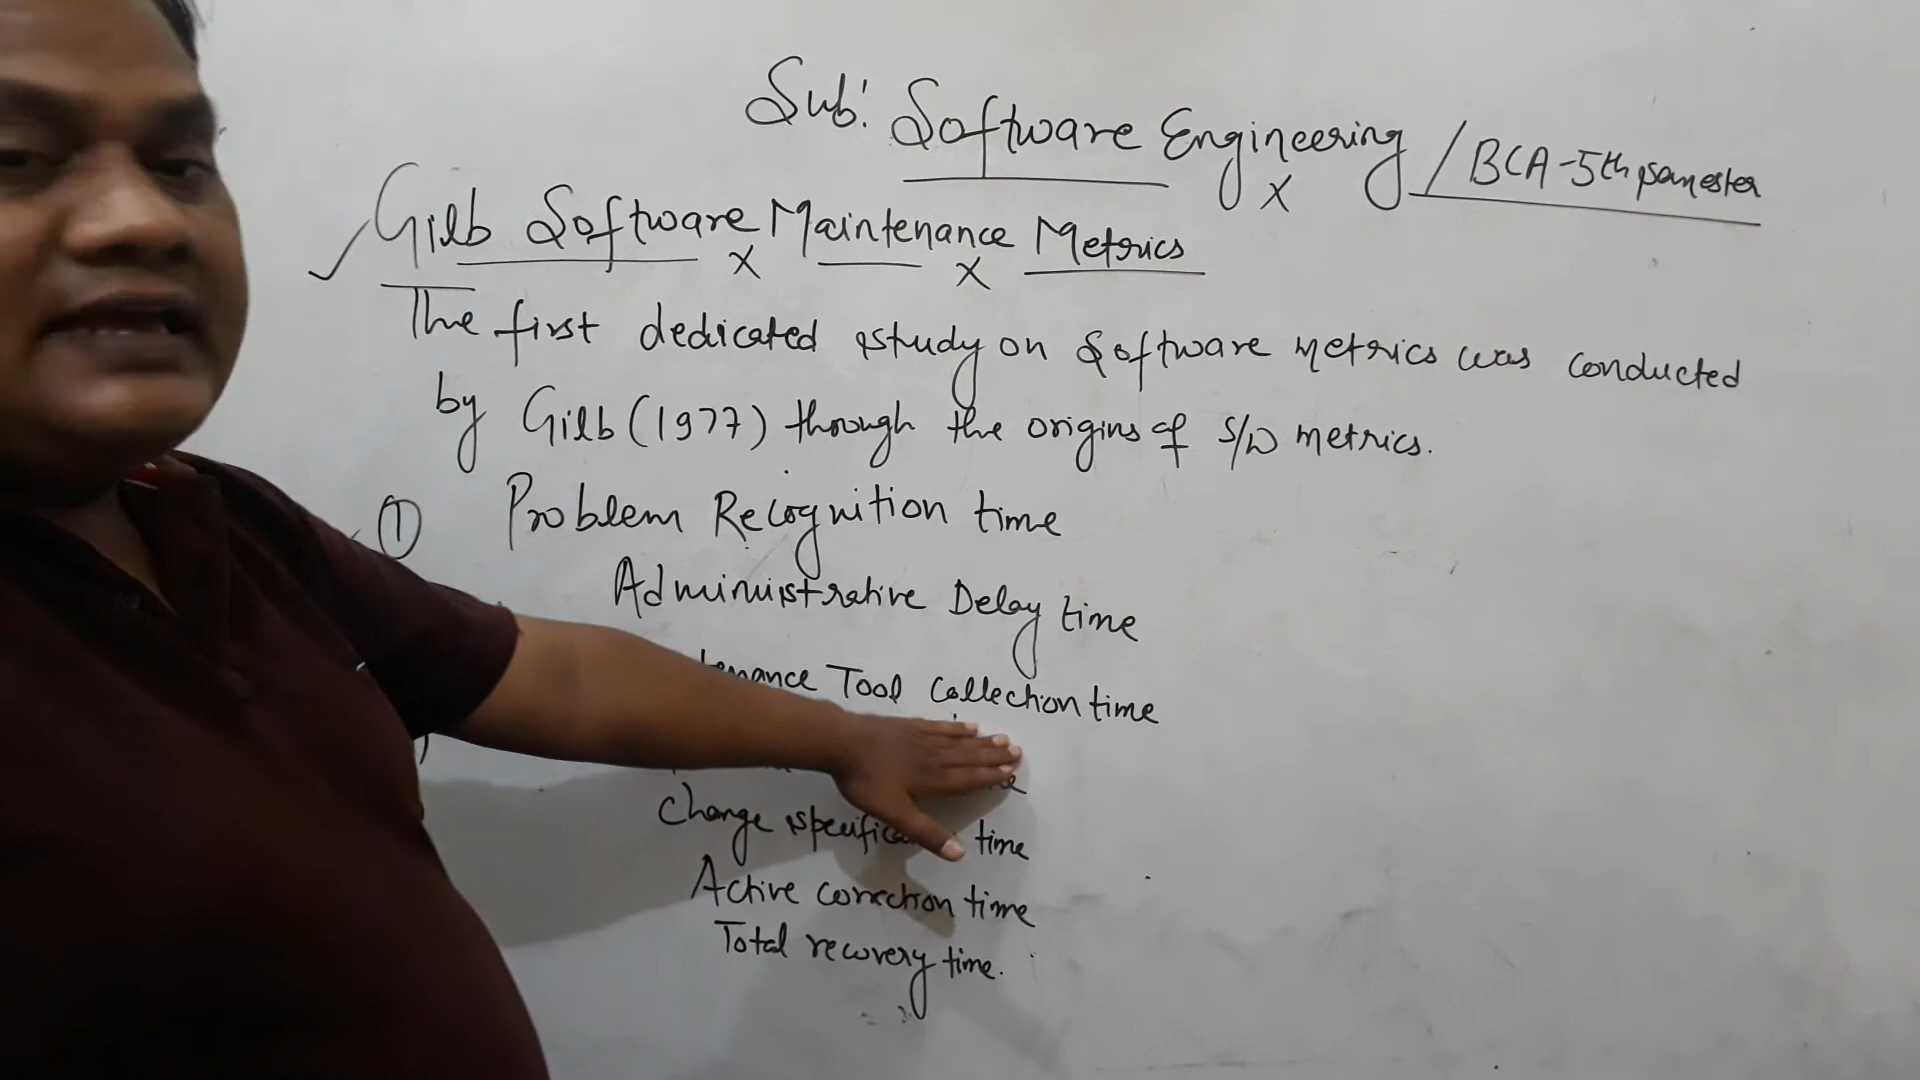 Sub: Software Engineering / BCA-5th semester
Gilb Software Maintenance Metrics
The first dedicated study on Software metrics was conducted
by Gilb (1977) through the origins of S/W metrics.
① Problem Recognition time
Administrative Delay time
Tool Collection time
Change time
Active correction time
Total recovery time.